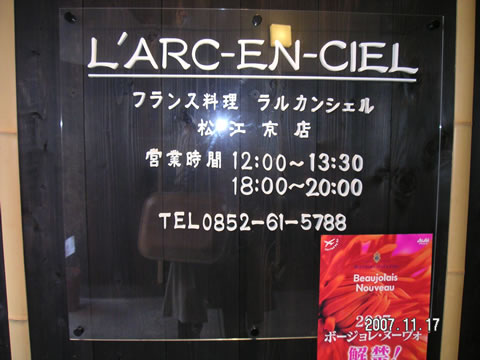 L'ARC-EN-CIEL
フランス料理 ラルカンシェル
松江京店
営業時間 12:00〜13:30
18:00〜20:00
TEL0852-61-5788
Asahi
Beaujolais
Nouveau
2007
ボージョレ・ヌーヴォ
解禁!
2007.11.17